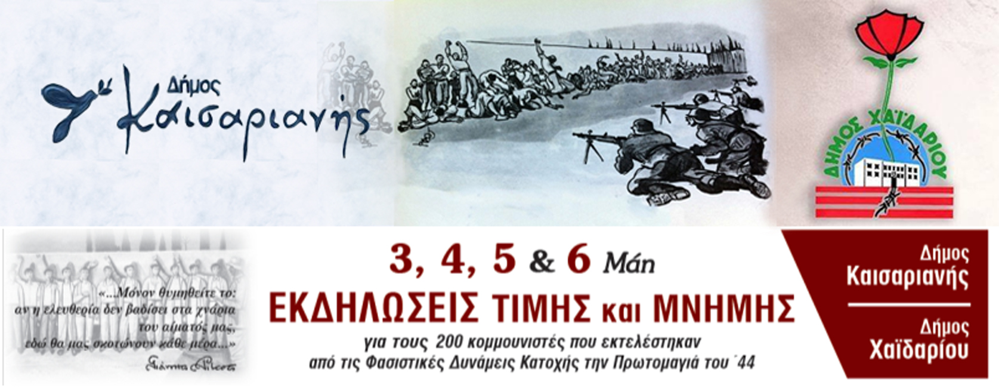 Δήμος
Καισαριανής
ΔΗΜΟΣ ΧΑΪΔΑΡΙΟΥ
«...Μόνον θυμηθείτε το:
αν η ελευθερία δεν βαδίσει στα χνάρια
του αίματός μας,
εδώ θα μας σκοτώνουν κάθε μέρα...»
Γιάννης Ρίτσος
3, 4, 5 & 6 Μάη
ΕΚΔΗΛΩΣΕΙΣ ΤΙΜΗΣ και ΜΝΗΜΗΣ
για τους 200 κομμουνιστές που εκτελέστηκαν
από τις Φασιστικές Δυνάμεις Κατοχής την Πρωτομαγιά του ΄44
Δήμος
Καισαριανής
Δήμος
Χαϊδαρίου